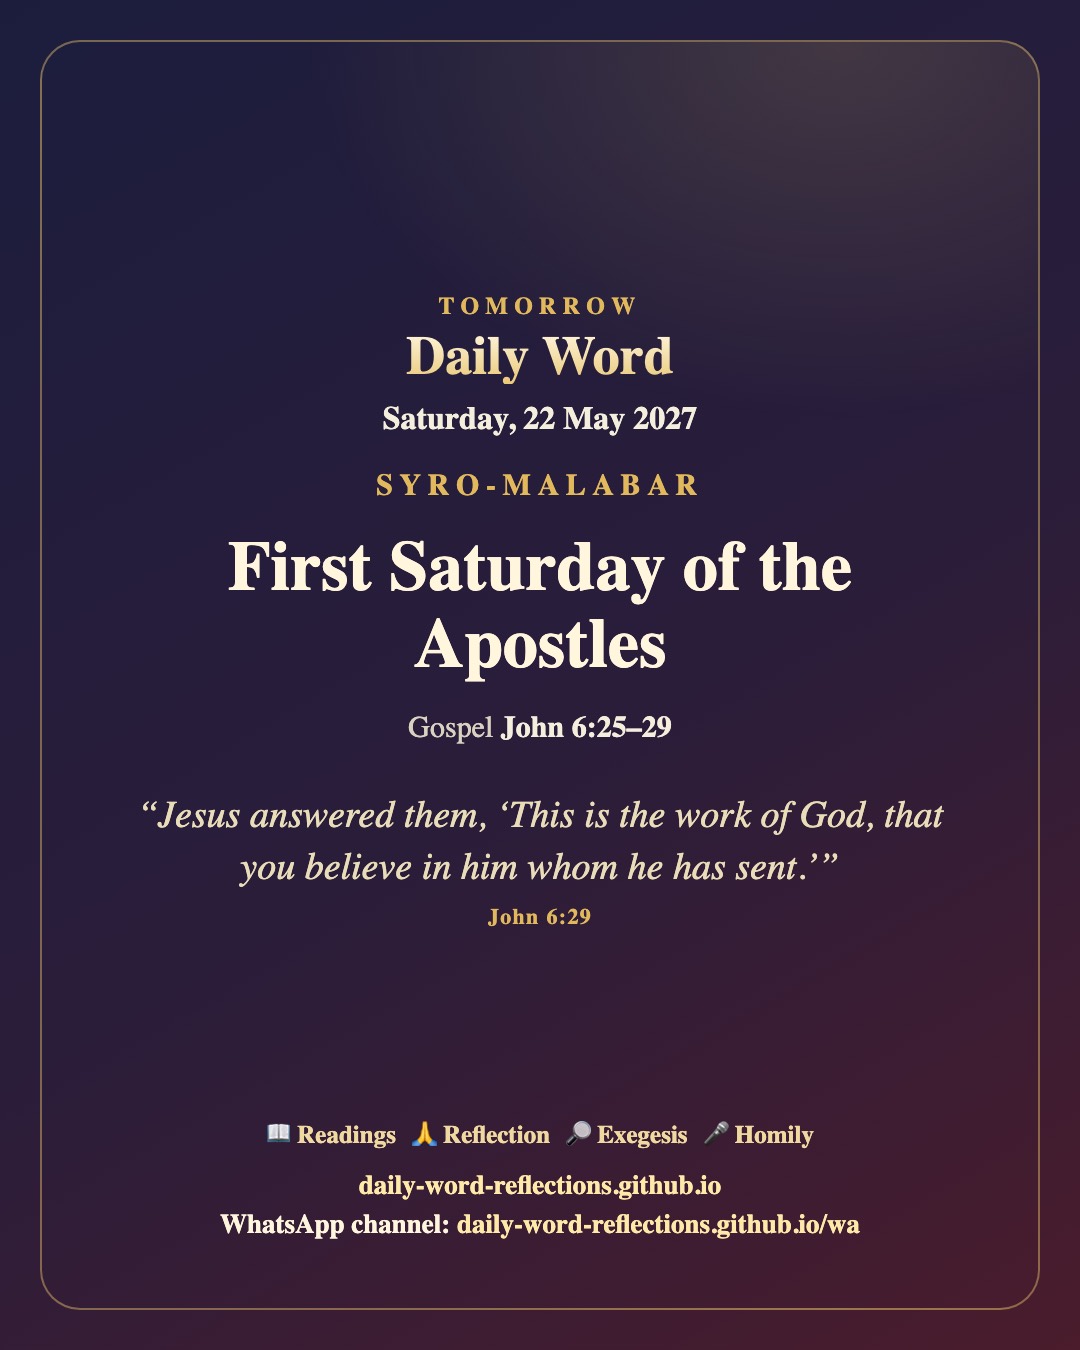 TOMORROW
Daily Word
Saturday, 22 May 2027
SYRO-MALABAR
First Saturday of the
Apostles
Gospel John 6:25–29
“Jesus answered them, ‘This is the work of God, that
you believe in him whom he has sent.’”
John 6:29
📖 Readings 🙏 Reflection 🔎 Exegesis 🎤 Homily
daily-word-reflections.github.io
WhatsApp channel: daily-word-reflections.github.io/wa